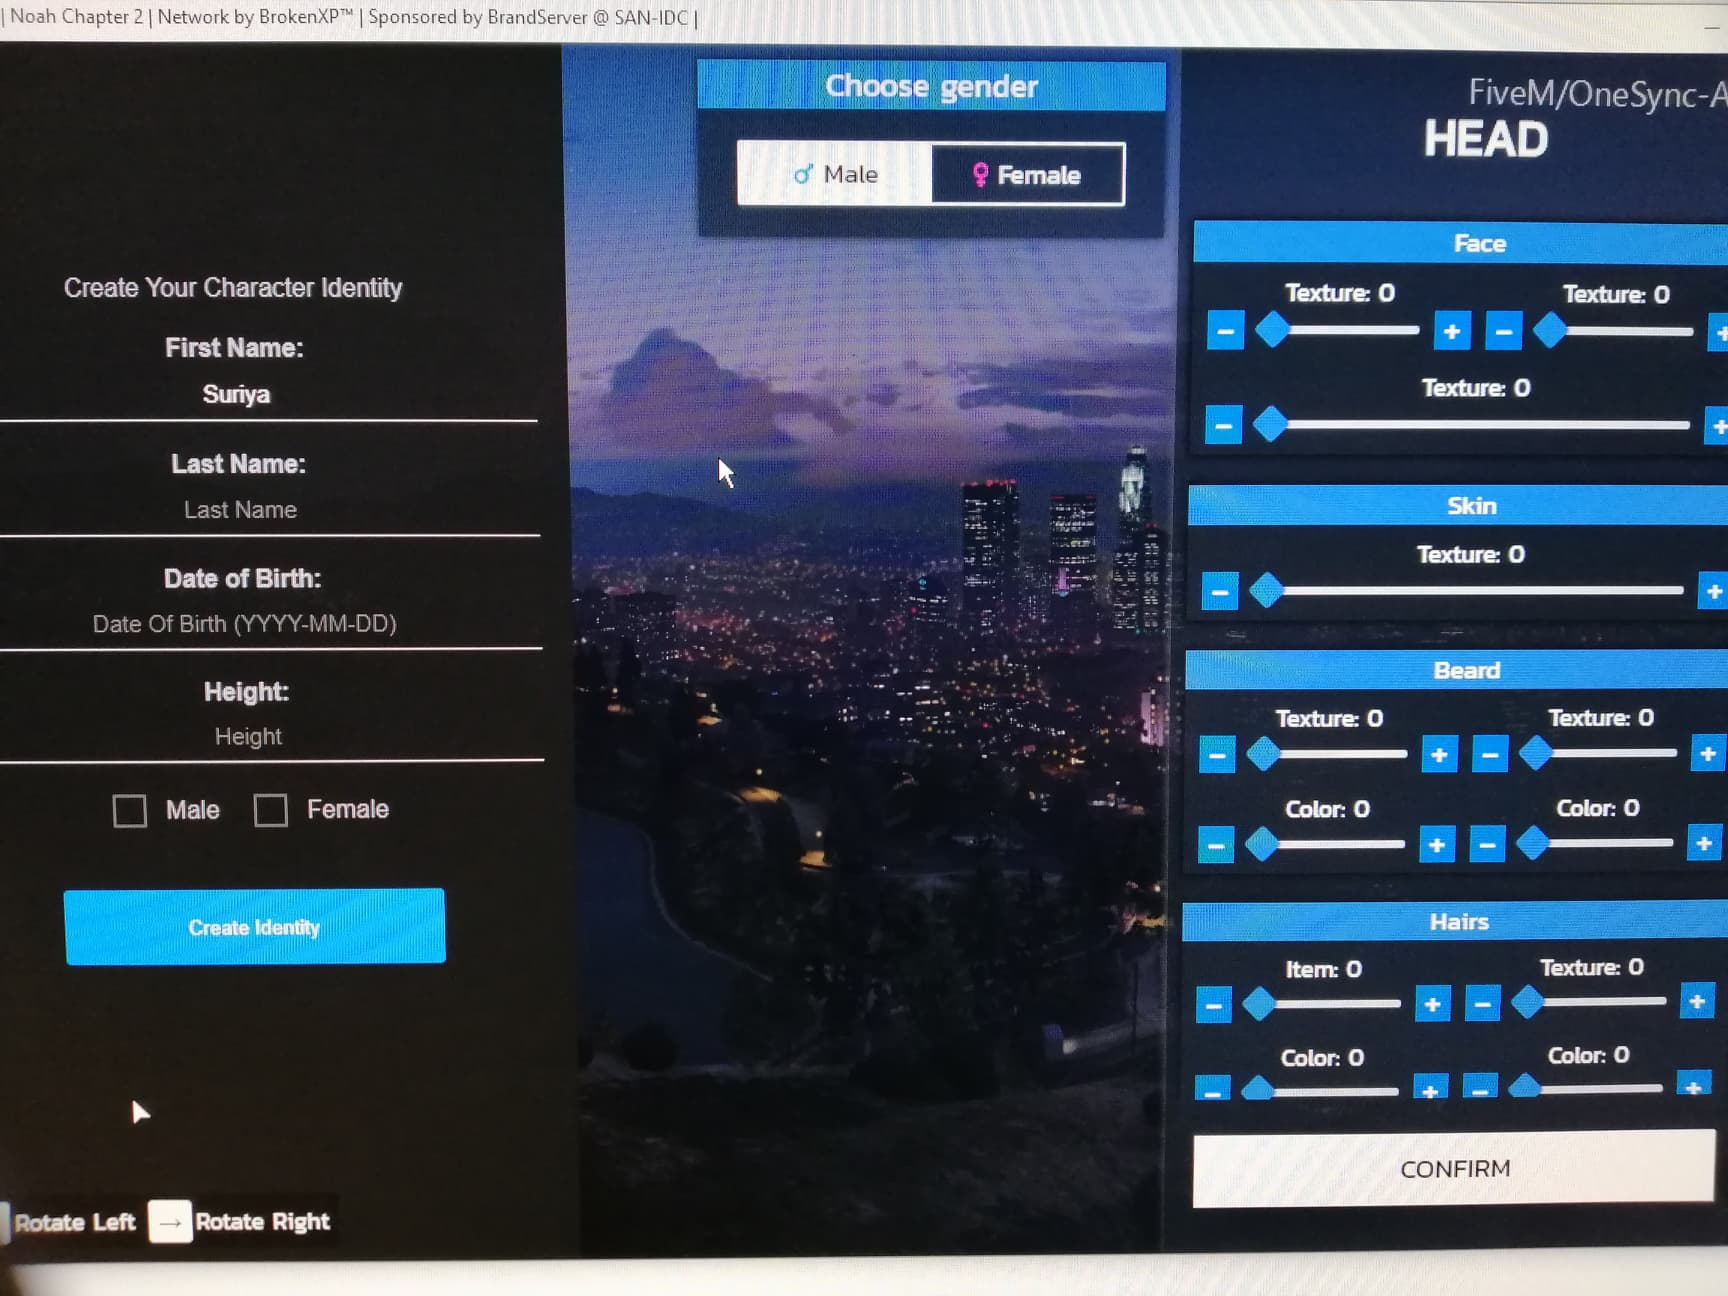 | Noah Chapter 2 | Network by BrokenXP™ | Sponsored by BrandServer @ SAN-IDC |
Create Your Character Identity
First Name:
Suriya
Last Name:
Last Name
Date of Birth:
Date Of Birth (YYYY-MM-DD)
Height:
Height
Male Female
Create Identity
Rotate Left → Rotate Right
Choose gender
♂ Male ♀ Female
FiveM/OneSync-A
HEAD
Face
Texture: 0 Texture: 0
- + - +
Texture: 0
- +
Skin
Texture: 0
- +
Beard
Texture: 0 Texture: 0
- + - +
Color: 0 Color: 0
- + - +
Hairs
Item: 0 Texture: 0
- + - +
Color: 0 Color: 0
- + - +
CONFIRM